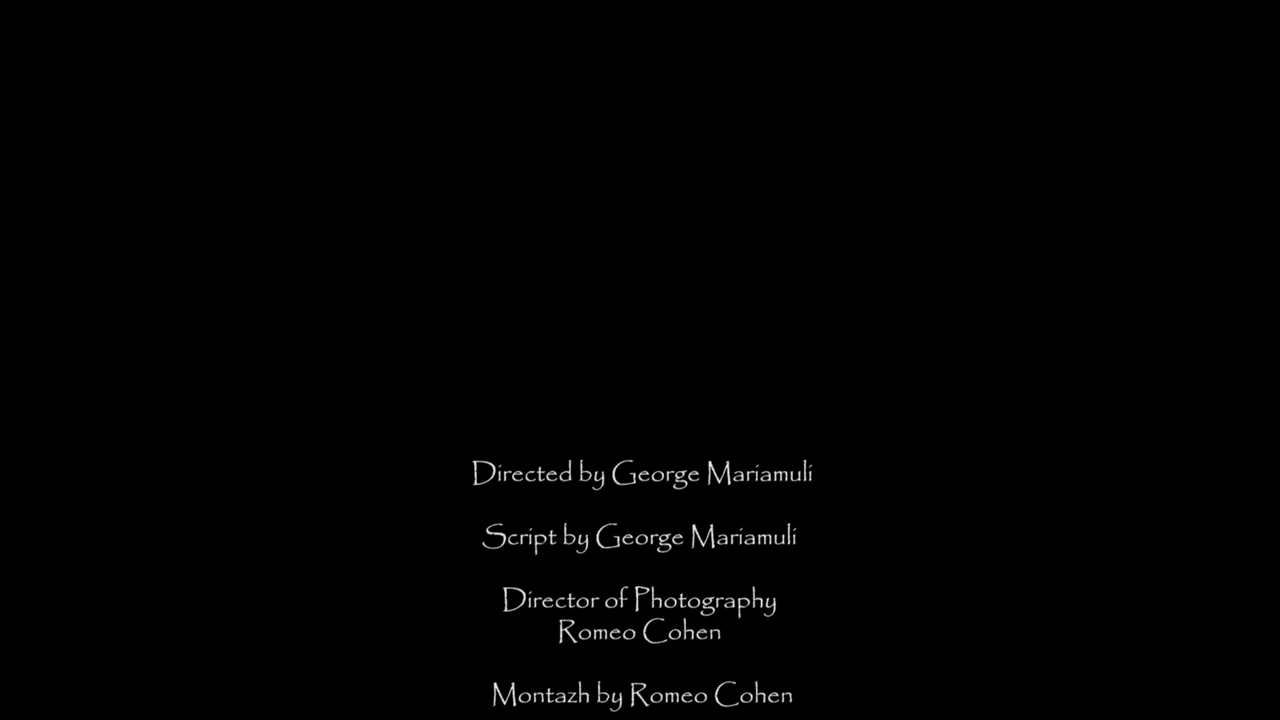 Directed by George Mariamuli
Script by George Mariamuli
Director of Photography
Romeo Cohen
Montazh by Romeo Cohen